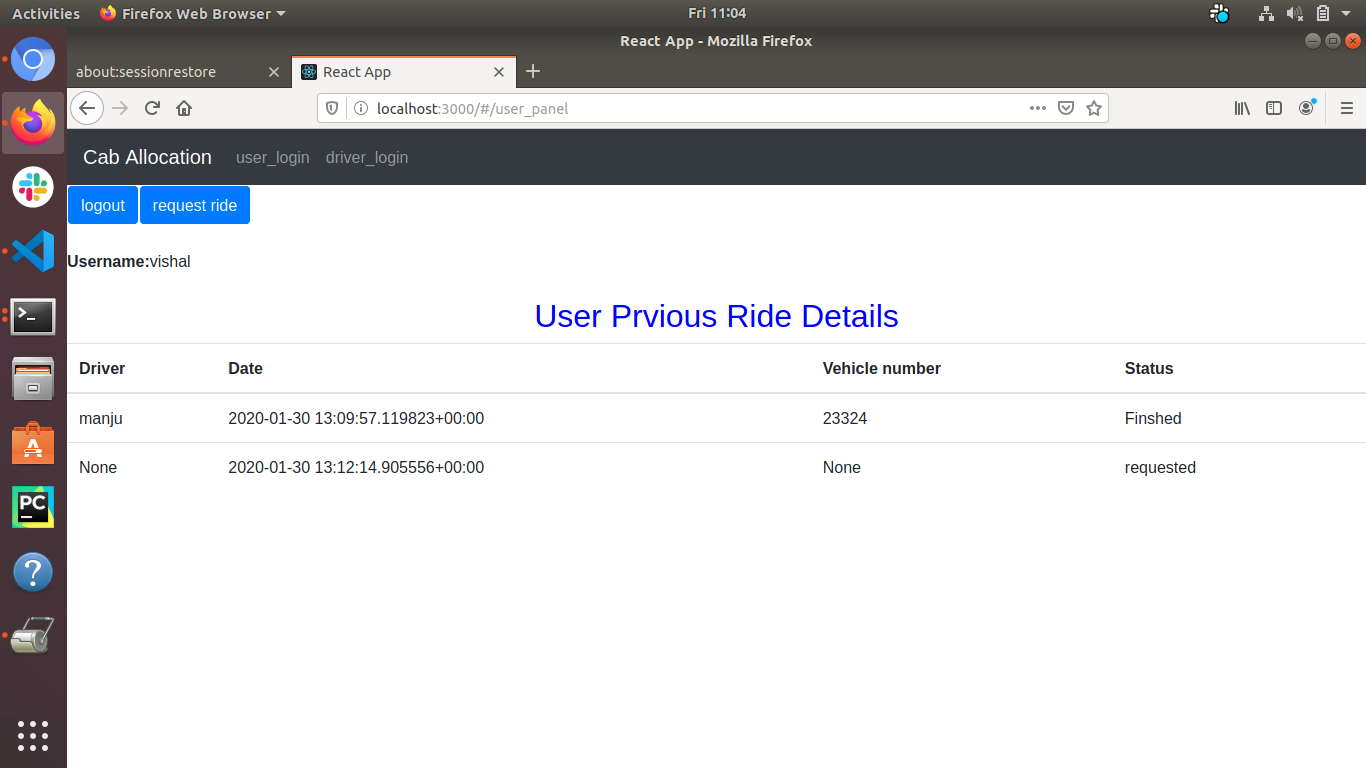 Activities Firefox Web Browser Fri 11:04
React App - Mozilla Firefox
about:sessionrestore React App
localhost:3000/#/user_panel
Cab Allocation user_login driver_login
logout request ride
Username:vishal
User Prvious Ride Details
Driver Date Vehicle number Status
manju 2020-01-30 13:09:57.119823+00:00 23324 Finshed
None 2020-01-30 13:12:14.905556+00:00 None requested
PC